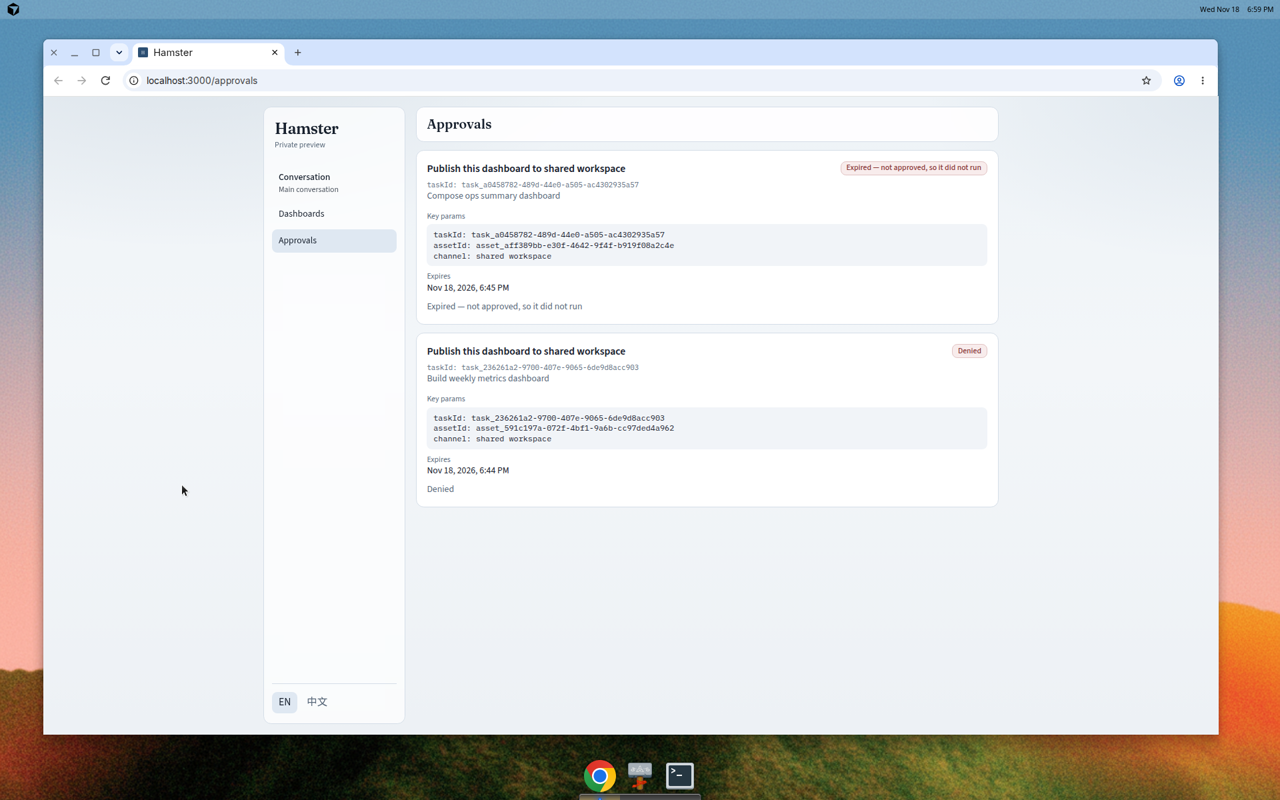 Wed Nov 18 6:59 PM
Hamster
localhost:3000/approvals
Hamster
Private preview
Conversation
Main conversation
Dashboards
Approvals
EN 中文
Approvals
Publish this dashboard to shared workspace
Expired — not approved, so it did not run
taskId: task_a0458782-489d-44e0-a505-ac4302935a57
Compose ops summary dashboard
Key params
taskId: task_a0458782-489d-44e0-a505-ac4302935a57
assetId: asset_aff389bb-e30f-4642-9f4f-b919f08a2c4e
channel: shared workspace
Expires
Nov 18, 2026, 6:45 PM
Expired — not approved, so it did not run
Publish this dashboard to shared workspace
Denied
taskId: task_236261a2-9700-407e-9065-6de9d8acc903
Build weekly metrics dashboard
Key params
taskId: task_236261a2-9700-407e-9065-6de9d8acc903
assetId: asset_591c197a-072f-4bf1-9a6b-cc97ded4a962
channel: shared workspace
Expires
Nov 18, 2026, 6:44 PM
Denied